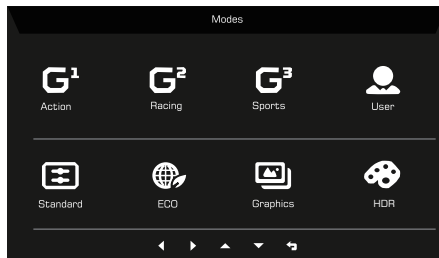 Modes
G¹ G² G³
Action Racing Sports User
Standard ECO Graphics HDR